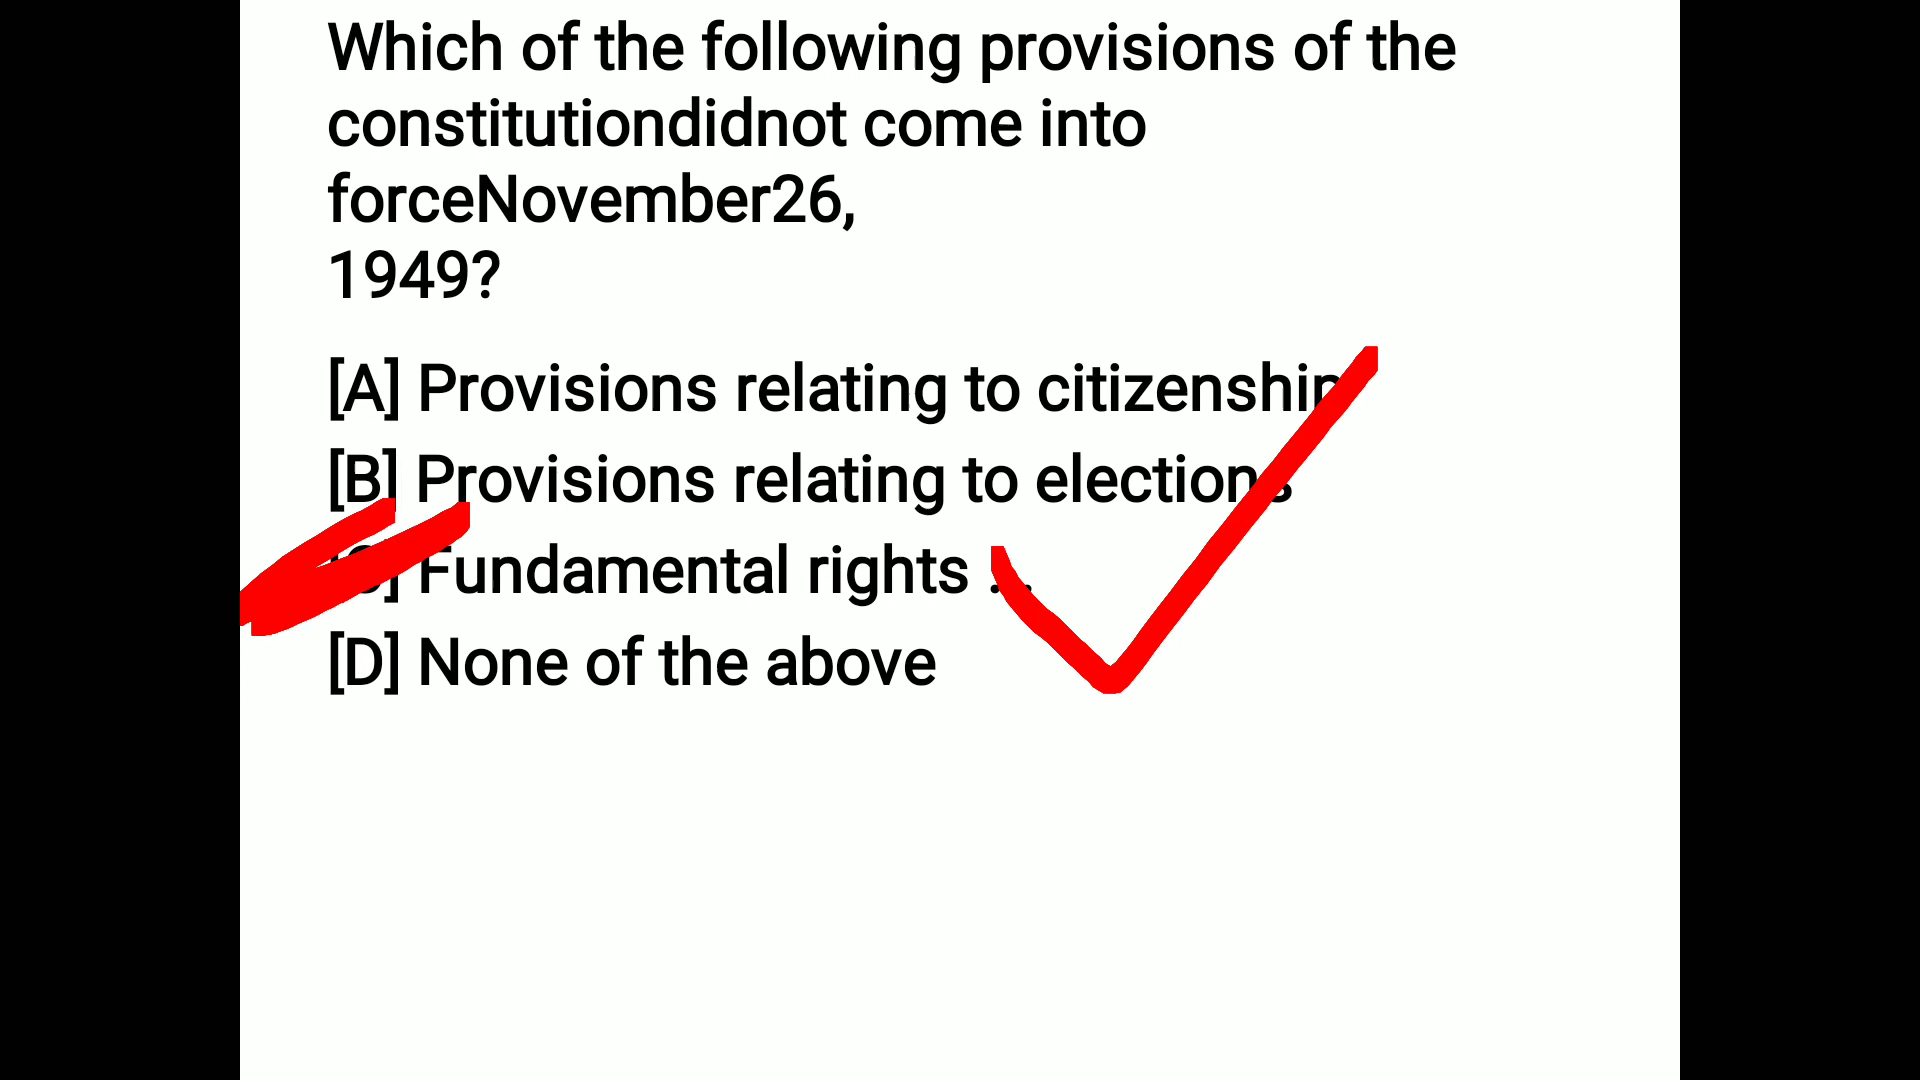 Which of the following provisions of the
constitutiondidnot come into
forceNovember26,
1949?
[A] Provisions relating to citizenship
[B] Provisions relating to elections
[C] Fundamental rights ...
[D] None of the above